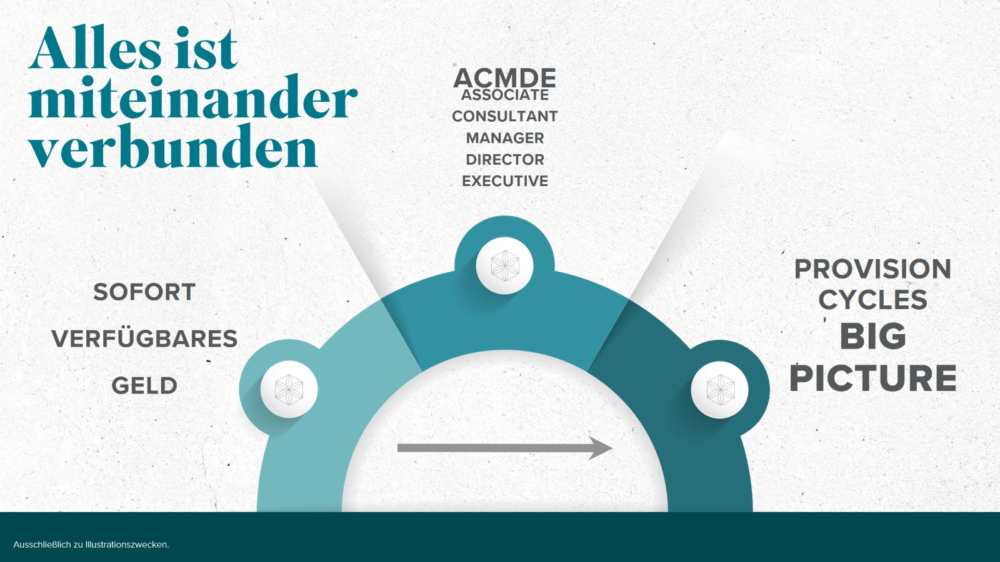 Alles ist
miteinander
verbunden
ACMDE
ASSOCIATE
CONSULTANT
MANAGER
DIRECTOR
EXECUTIVE
SOFORT
VERFÜGBARES
GELD
PROVISION
CYCLES
BIG
PICTURE
Ausschließlich zu Illustrationszwecken.